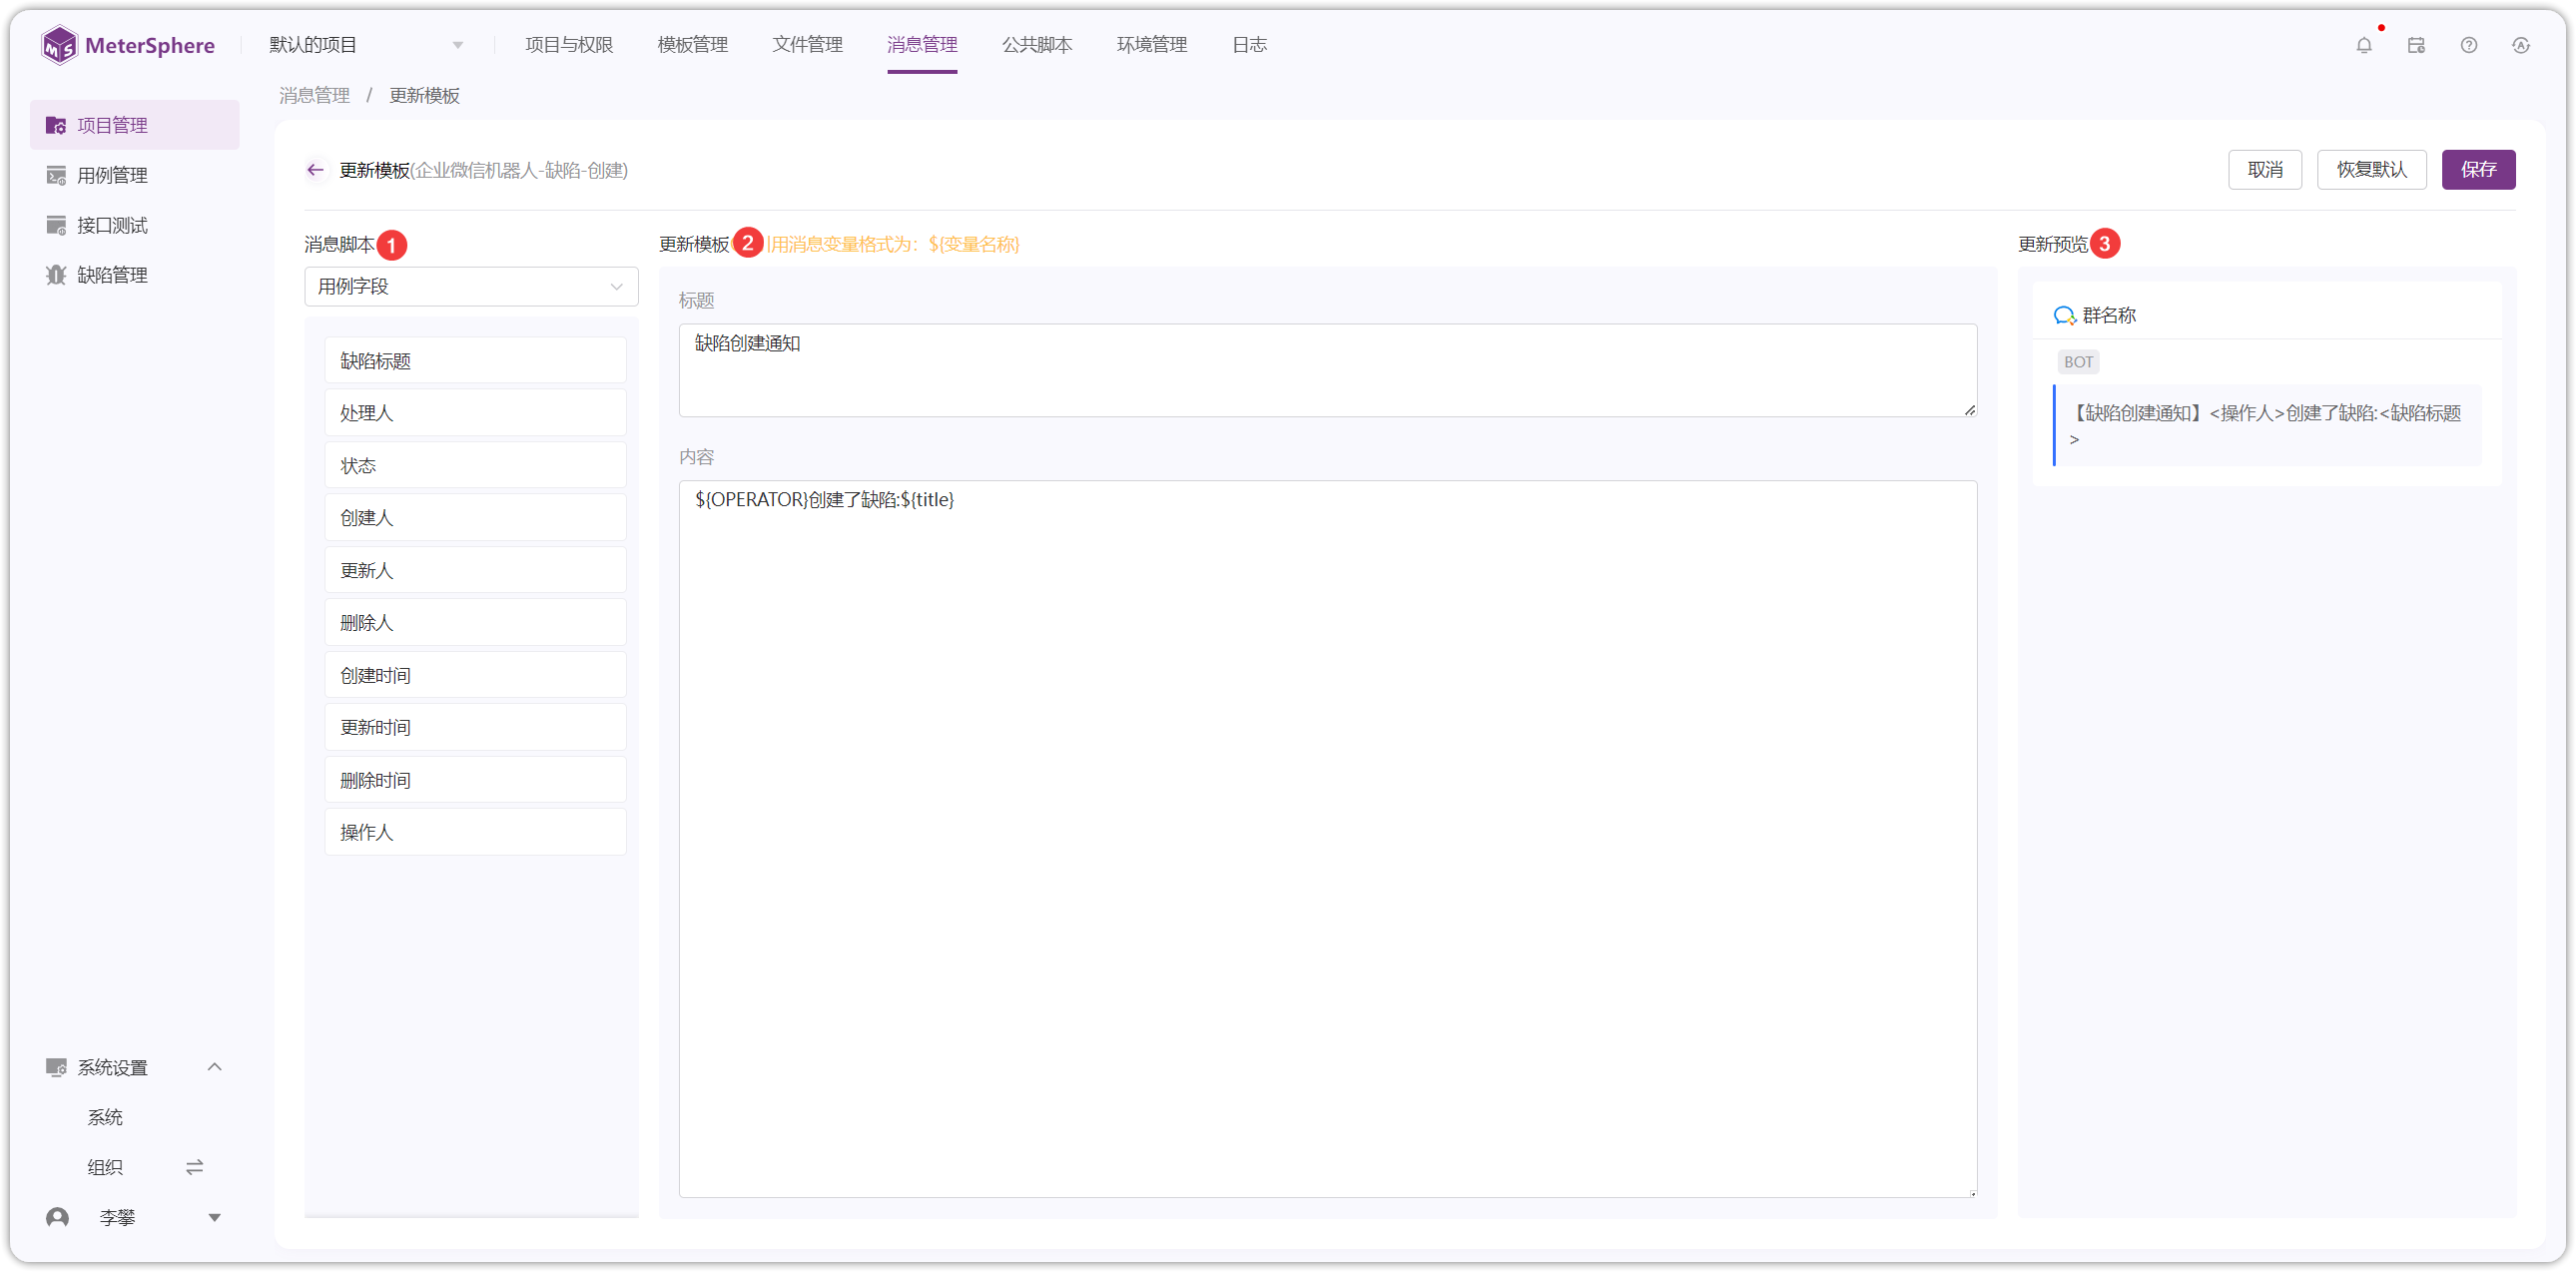 MeterSphere
默认的项目
项目与权限
模板管理
文件管理
消息管理
公共脚本
环境管理
日志
消息管理 / 更新模板
项目管理
用例管理
接口测试
缺陷管理
更新模板(企业微信机器人-缺陷-创建)
取消
恢复默认
保存
消息脚本 1
用例字段
缺陷标题
处理人
状态
创建人
更新人
删除人
创建时间
更新时间
删除时间
操作人
更新模板 2 用消息变量格式为：${变量名称}
标题
缺陷创建通知
内容
${OPERATOR}创建了缺陷:${title}
更新预览 3
群名称
BOT
【缺陷创建通知】<操作人>创建了缺陷:<缺陷标题
>
系统设置
系统
组织
李攀